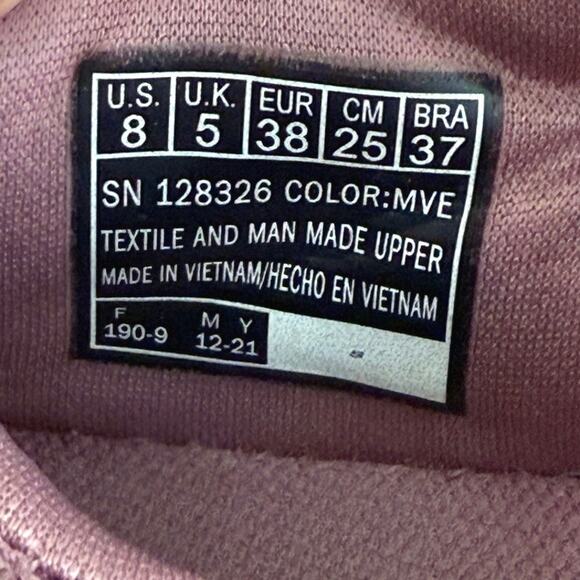 U.S. U.K. EUR CM BRA
8 5 38 25 37
SN 128326 COLOR:MVE
TEXTILE AND MAN MADE UPPER
MADE IN VIETNAM/HECHO EN VIETNAM
F M Y
190-9 12-21